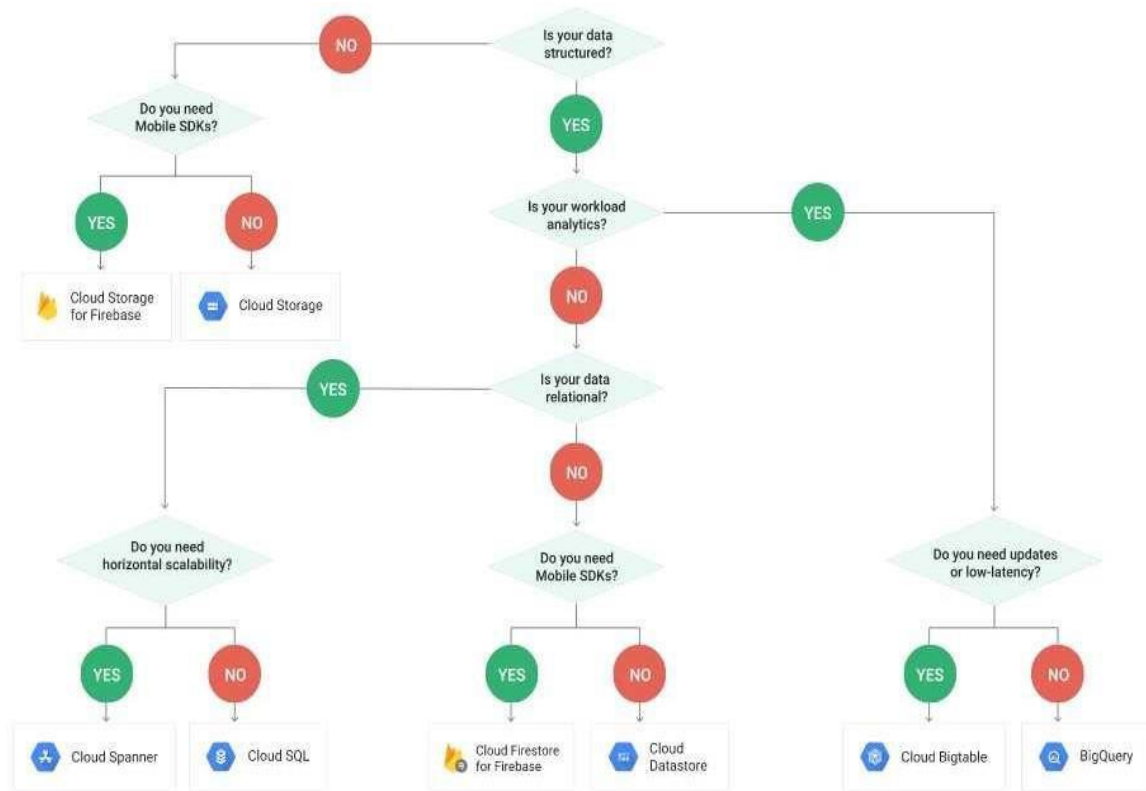 Is your data
structured?
NO
YES
Do you need
Mobile SDKs?
YES
NO
Cloud Storage
for Firebase
Cloud Storage
Is your workload
analytics?
YES
NO
Is your data
relational?
YES
NO
Do you need
horizontal scalability?
YES
NO
Cloud Spanner
Cloud SQL
Do you need
Mobile SDKs?
YES
NO
Cloud Firestore
for Firebase
Cloud
Datastore
Do you need updates
or low-latency?
YES
NO
Cloud Bigtable
BigQuery